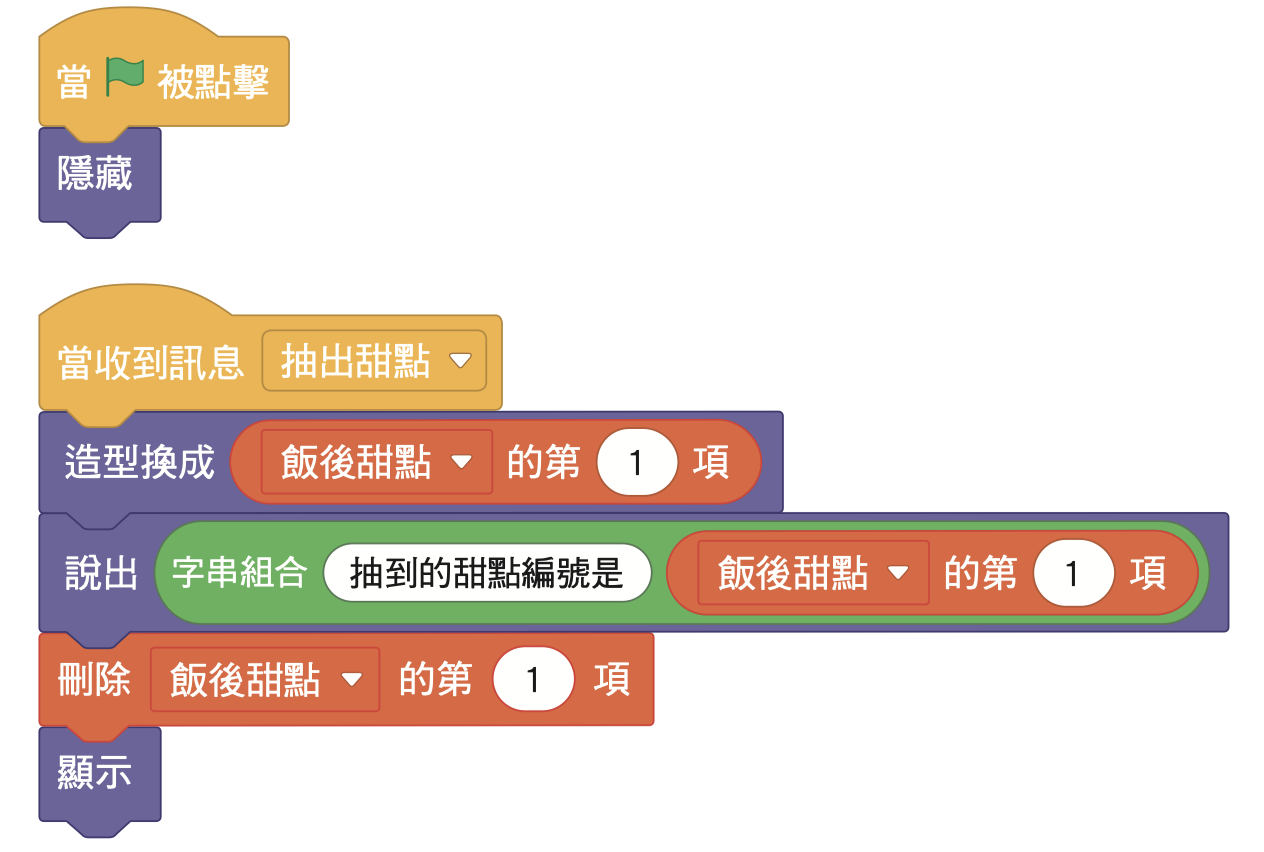 當 被點擊
隱藏
當收到訊息 抽出甜點
造型換成 飯後甜點 的第 1 項
說出 字串組合 抽到的甜點編號是 飯後甜點 的第 1 項
刪除 飯後甜點 的第 1 項
顯示